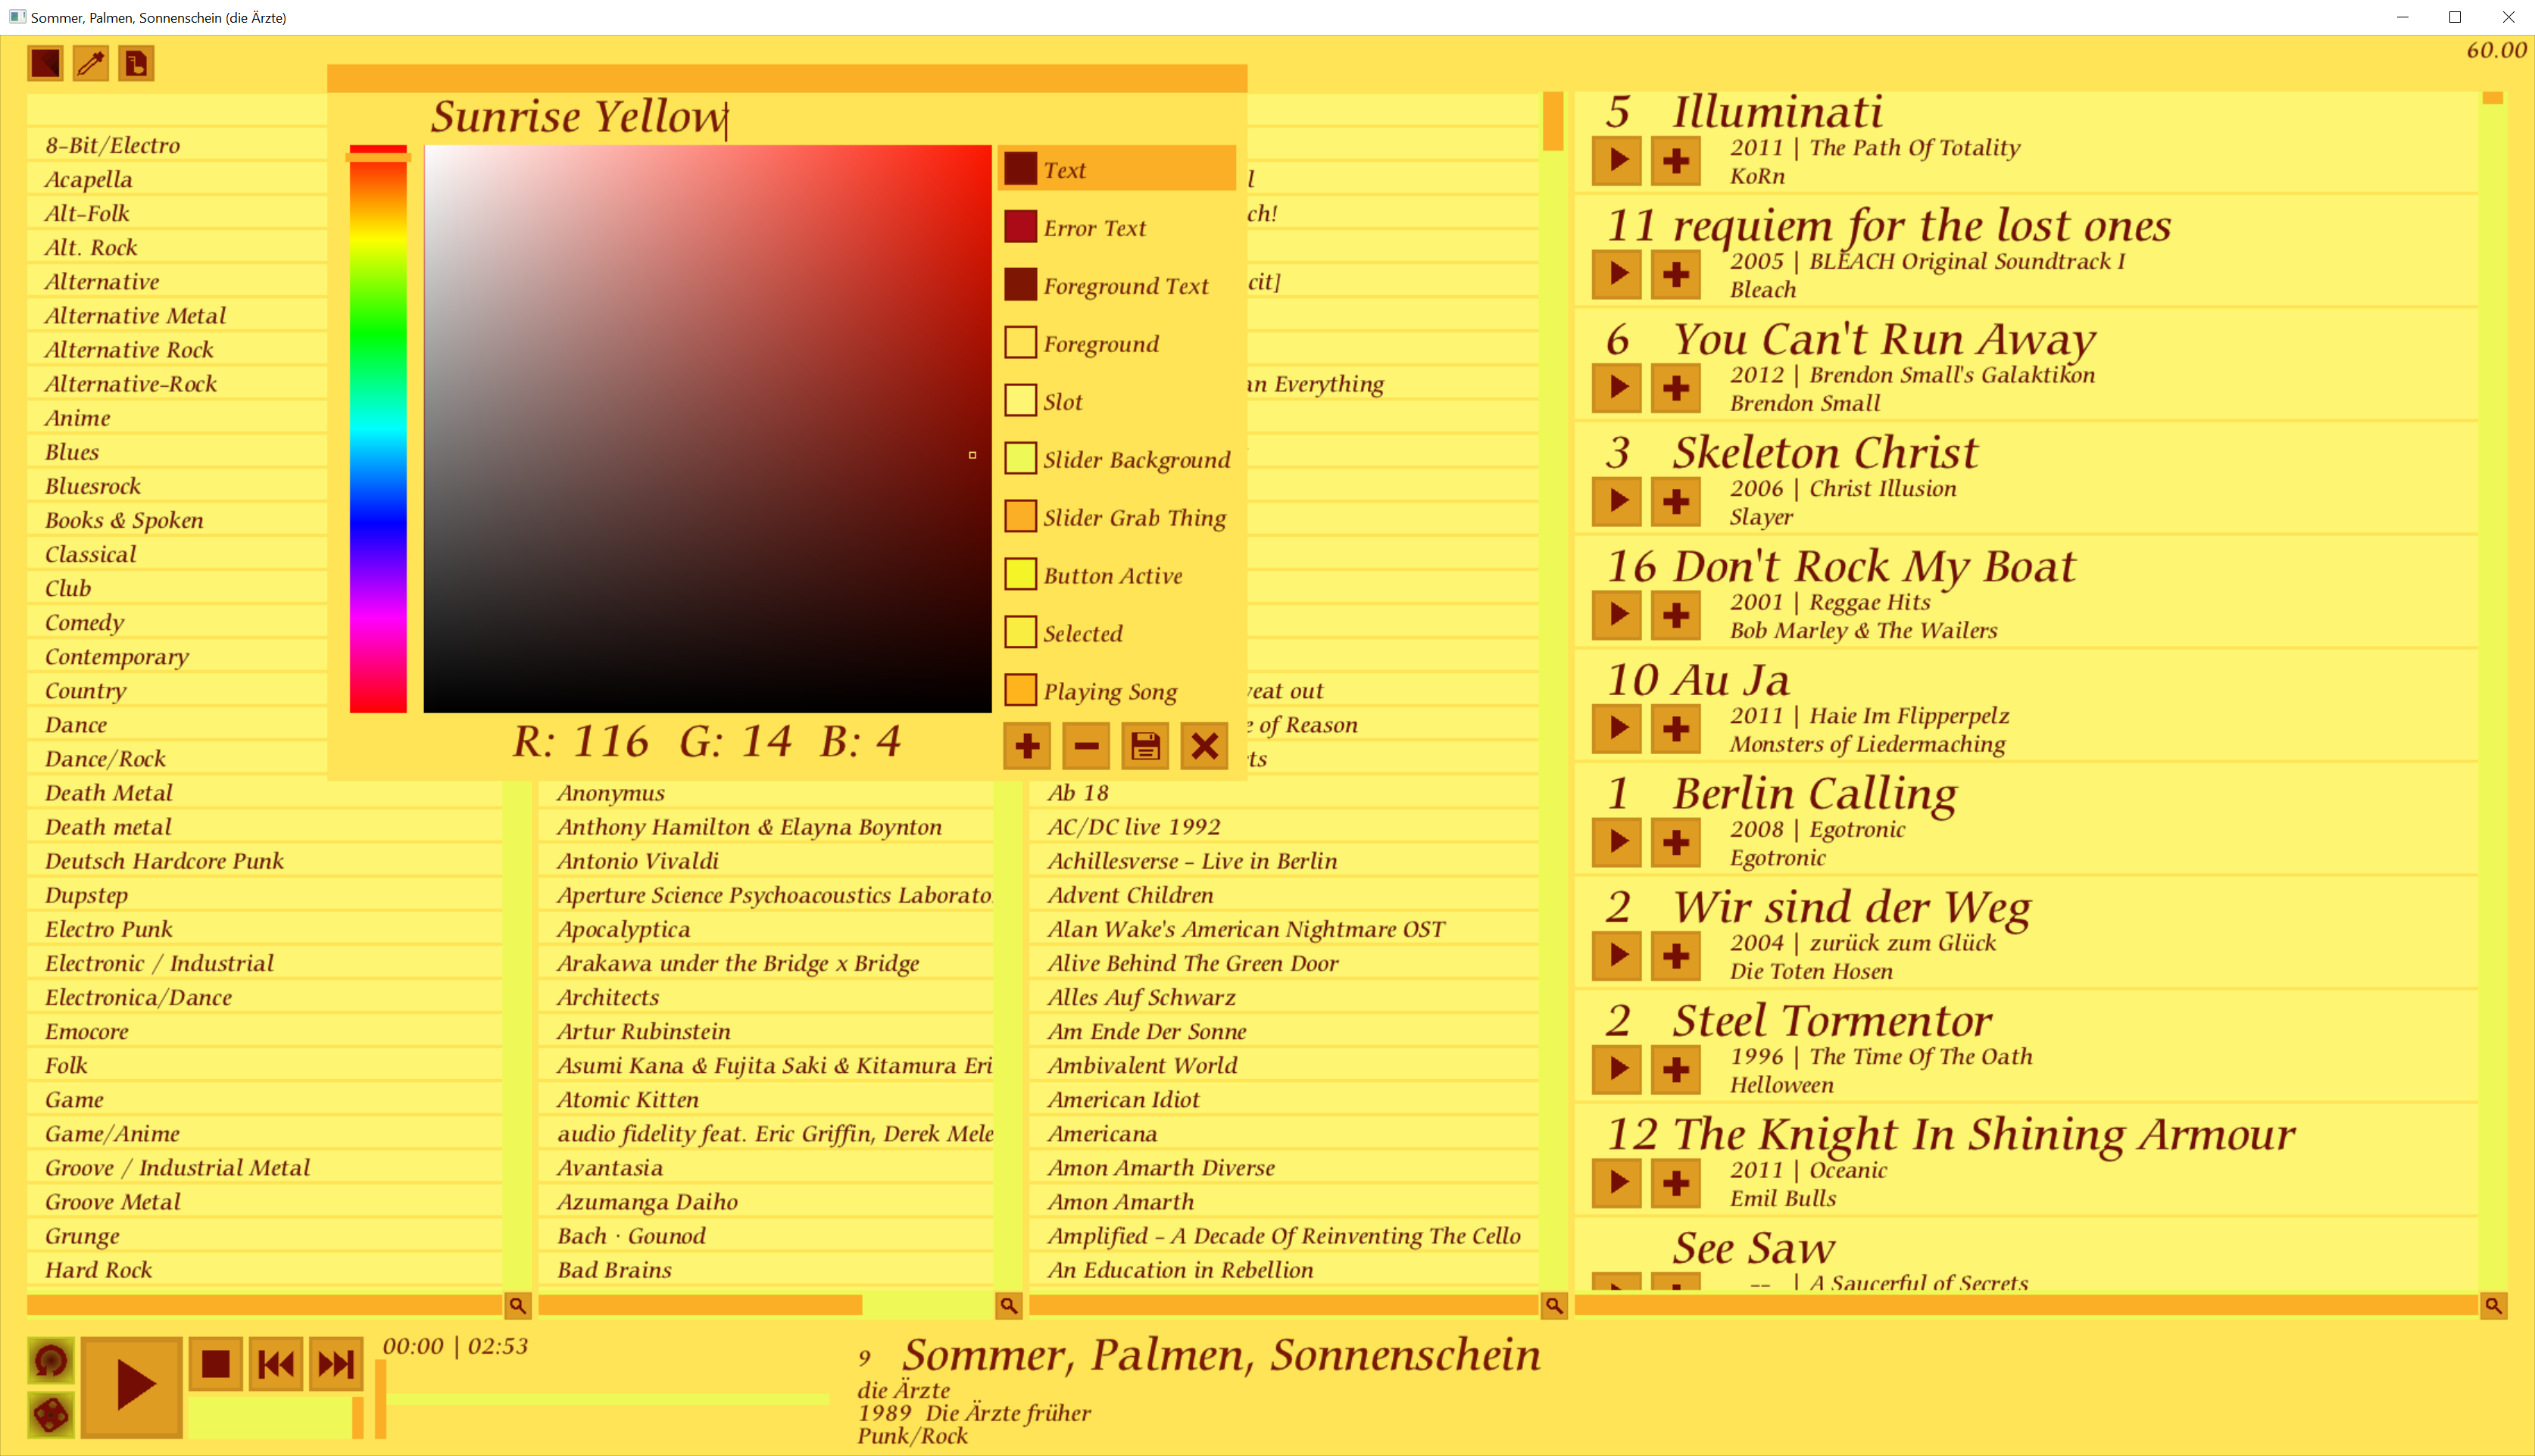 Sommer, Palmen, Sonnenschein (die Ärzte)
60.00
8-Bit/Electro
Acapella
Alt-Folk
Alt. Rock
Alternative
Alternative Metal
Alternative Rock
Alternative-Rock
Anime
Blues
Bluesrock
Books & Spoken
Classical
Club
Comedy
Contemporary
Country
Dance
Dance/Rock
Death Metal
Death metal
Deutsch Hardcore Punk
Dupstep
Electro Punk
Electronic / Industrial
Electronica/Dance
Emocore
Folk
Game
Game/Anime
Groove / Industrial Metal
Groove Metal
Grunge
Hard Rock
Sunrise Yellow
Text
Error Text
Foreground Text
Foreground
Slot
Slider Background
Slider Grab Thing
Button Active
Selected
Playing Song
R: 116 G: 14 B: 4
Anonymus
Anthony Hamilton & Elayna Boynton
Antonio Vivaldi
Aperture Science Psychoacoustics Laborato
Apocalyptica
Arakawa under the Bridge x Bridge
Architects
Artur Rubinstein
Asumi Kana & Fujita Saki & Kitamura Eri
Atomic Kitten
audio fidelity feat. Eric Griffin, Derek Mele
Avantasia
Azumanga Daiho
Bach · Gounod
Bad Brains
l
ch!
cit]
an Everything
eat out
e of Reason
ts
Ab 18
AC/DC live 1992
Achillesverse - Live in Berlin
Advent Children
Alan Wake's American Nightmare OST
Alive Behind The Green Door
Alles Auf Schwarz
Am Ende Der Sonne
Ambivalent World
American Idiot
Americana
Amon Amarth Diverse
Amon Amarth
Amplified - A Decade Of Reinventing The Cello
An Education in Rebellion
5 Illuminati
2011 | The Path Of Totality
KoRn
11 requiem for the lost ones
2005 | BLEACH Original Soundtrack I
Bleach
6 You Can't Run Away
2012 | Brendon Small's Galaktikon
Brendon Small
3 Skeleton Christ
2006 | Christ Illusion
Slayer
16 Don't Rock My Boat
2001 | Reggae Hits
Bob Marley & The Wailers
10 Au Ja
2011 | Haie Im Flipperpelz
Monsters of Liedermaching
1 Berlin Calling
2008 | Egotronic
Egotronic
2 Wir sind der Weg
2004 | zurück zum Glück
Die Toten Hosen
2 Steel Tormentor
1996 | The Time Of The Oath
Helloween
12 The Knight In Shining Armour
2011 | Oceanic
Emil Bulls
See Saw
-- | A Saucerful of Secrets
00:00 | 02:53
9 Sommer, Palmen, Sonnenschein
die Ärzte
1989 Die Ärzte früher
Punk/Rock